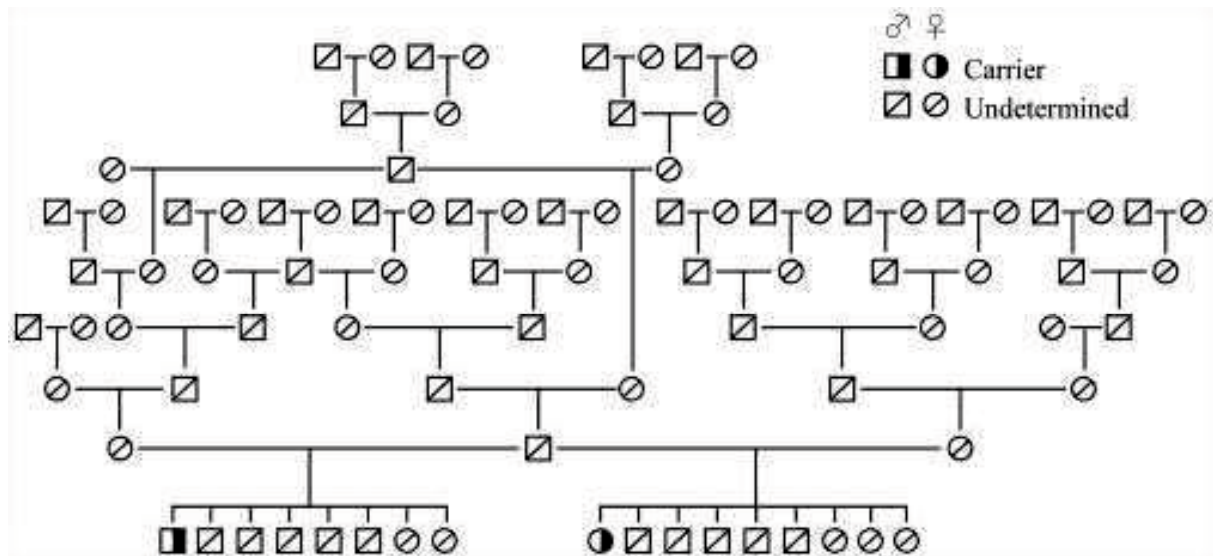 ♂ ♀
Carrier
Undetermined